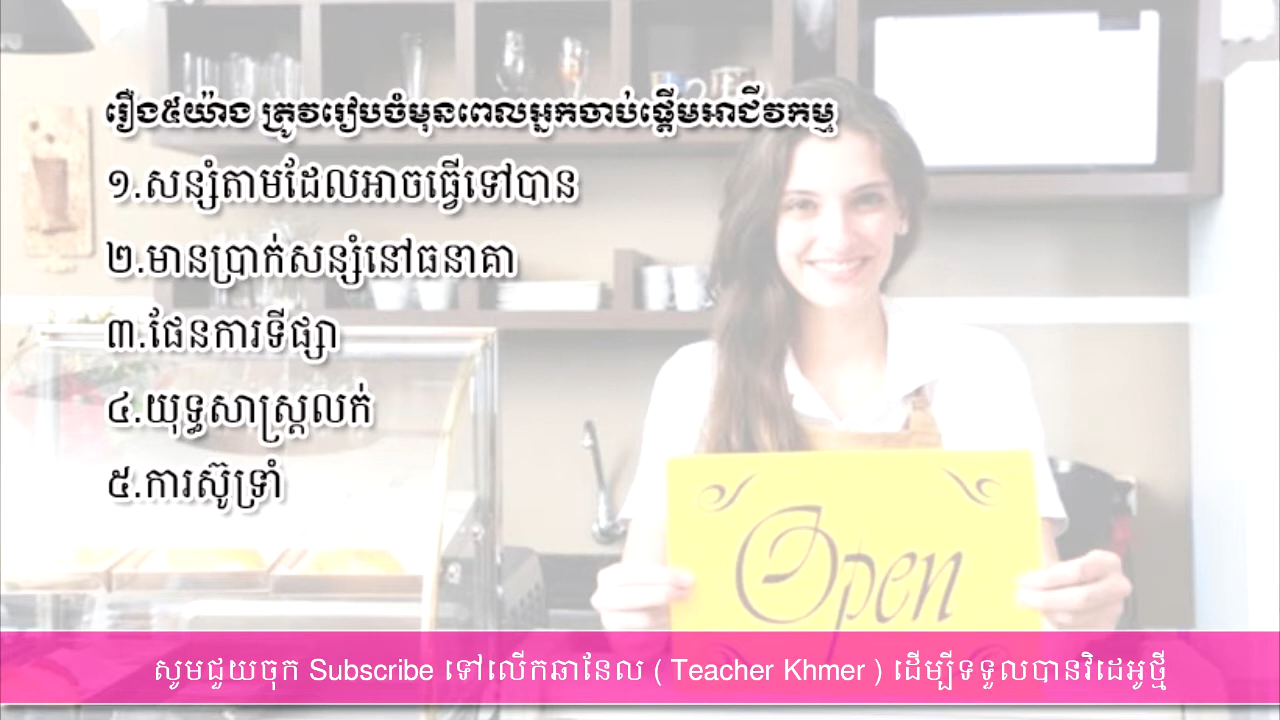 រឿង៥យ៉ាង ត្រូវរៀបចំមុនពេលអ្នកចាប់ផ្ដើមអាជីវកម្ម
១.សន្សំតាមដែលអាចធ្វើទៅបាន
២.មានប្រាក់សន្សំនៅធនាគា
៣.ផែនការទីផ្សា
៤.យុទ្ធសាស្ត្រលក់
៥.ការស៊ូទ្រាំ
Open
សូមជួយចុក Subscribe ទៅលើកឆានែល ( Teacher Khmer ) ដើម្បីទទួលបានវិដេអូថ្មី